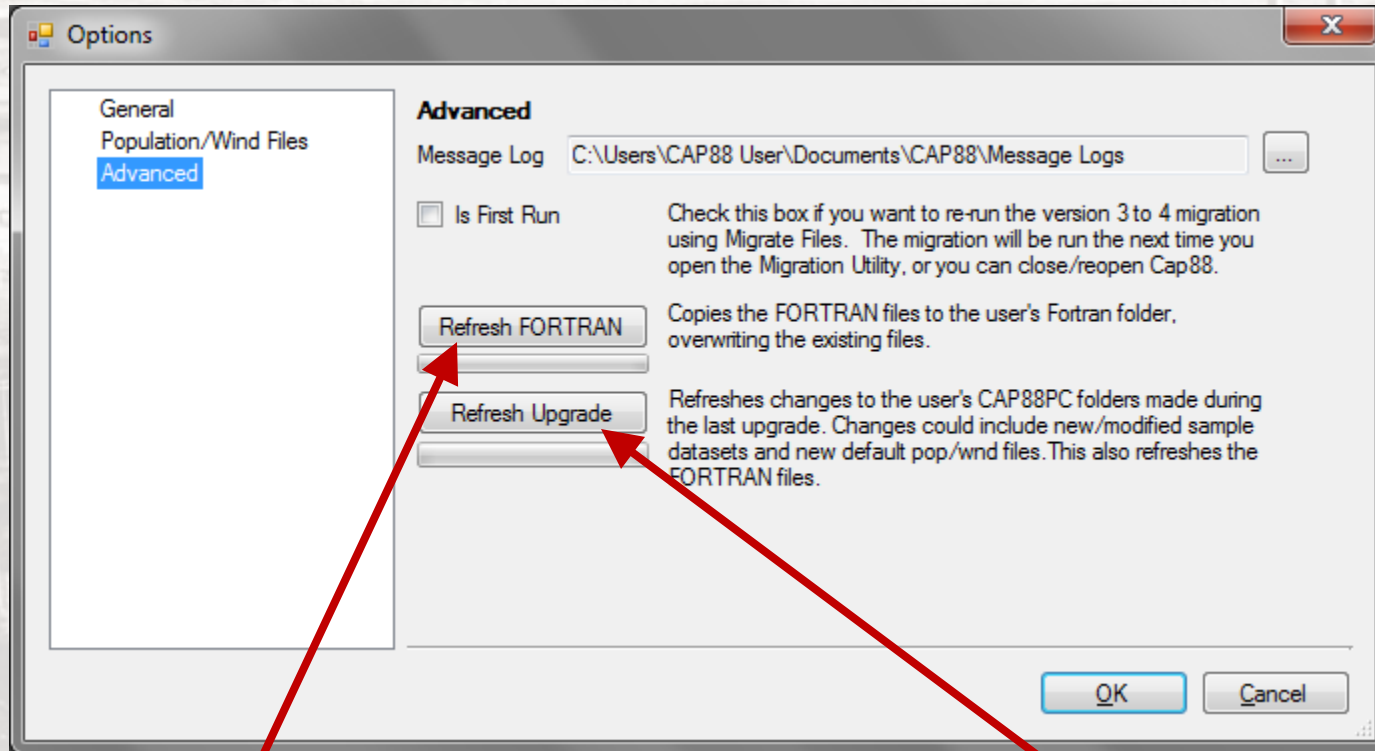 Options
General
Population/Wind Files
Advanced
Advanced
Message Log C:\Users\CAP88 User\Documents\CAP88\Message Logs ...
Is First Run
Check this box if you want to re-run the version 3 to 4 migration
using Migrate Files. The migration will be run the next time you
open the Migration Utility, or you can close/reopen Cap88.
Refresh FORTRAN
Copies the FORTRAN files to the user's Fortran folder,
overwriting the existing files.
Refresh Upgrade
Refreshes changes to the user's CAP88PC folders made during
the last upgrade. Changes could include new/modified sample
datasets and new default pop/wnd files.This also refreshes the
FORTRAN files.
OK Cancel